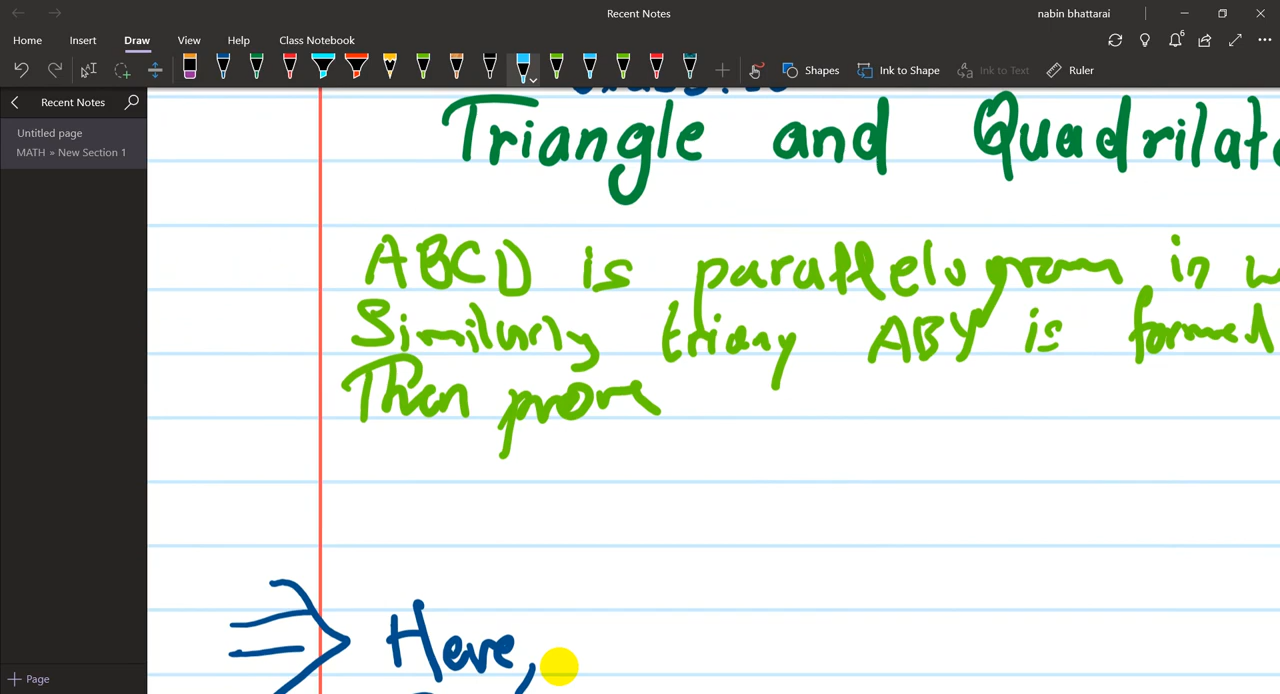 Recent Notes
nabin bhattarai
Home Insert Draw View Help Class Notebook
6
Shapes Ink to Shape Ink to Text Ruler
Recent Notes
Untitled page
MATH » New Section 1
Triangle and Quadrilat
ABCD is parallelogram in w
Similarly triany ABY is formed
Then prove
Here,
Page